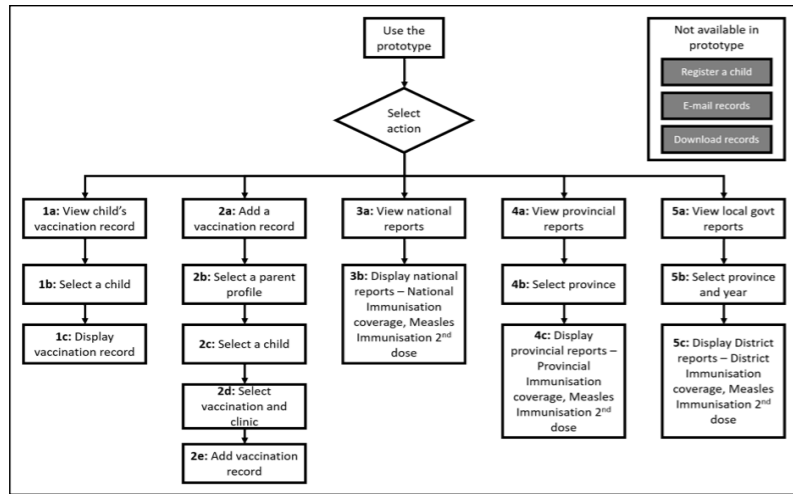 Use the
prototype
Select
action
Not available in
prototype
Register a child
E-mail records
Download records
1a: View child's
vaccination record
1b: Select a child
1c: Display
vaccination record
2a: Add a
vaccination record
2b: Select a parent
profile
2c: Select a child
2d: Select
vaccination and
clinic
2e: Add vaccination
record
3a: View national
reports
3b: Display national
reports – National
Immunisation
coverage, Measles
Immunisation 2nd
dose
4a: View provincial
reports
4b: Select province
4c: Display
provincial reports –
Provincial
Immunisation
coverage, Measles
Immunisation 2nd
dose
5a: View local govt
reports
5b: Select province
and year
5c: Display District
reports – District
Immunisation
coverage, Measles
Immunisation 2nd
dose